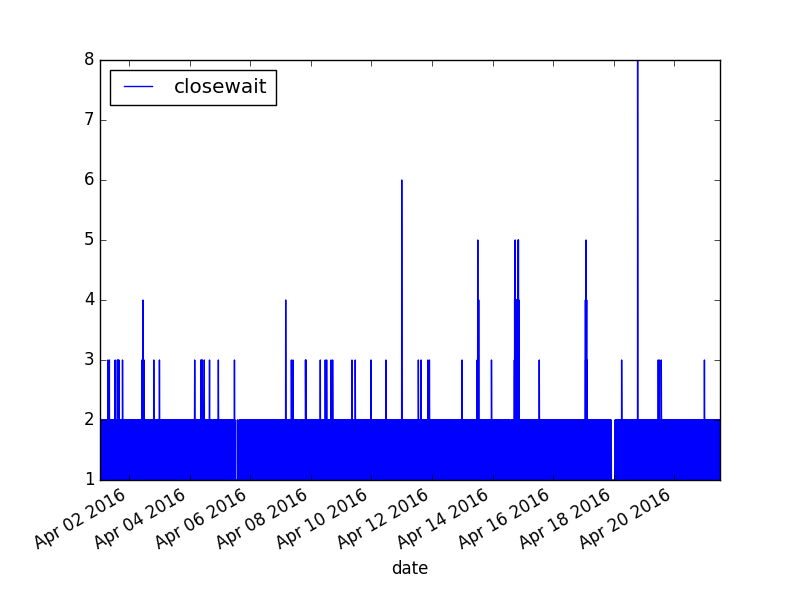 closewait
8
7
6
5
4
3
2
1
Apr 02 2016
Apr 04 2016
Apr 06 2016
Apr 08 2016
Apr 10 2016
Apr 12 2016
Apr 14 2016
Apr 16 2016
Apr 18 2016
Apr 20 2016
date